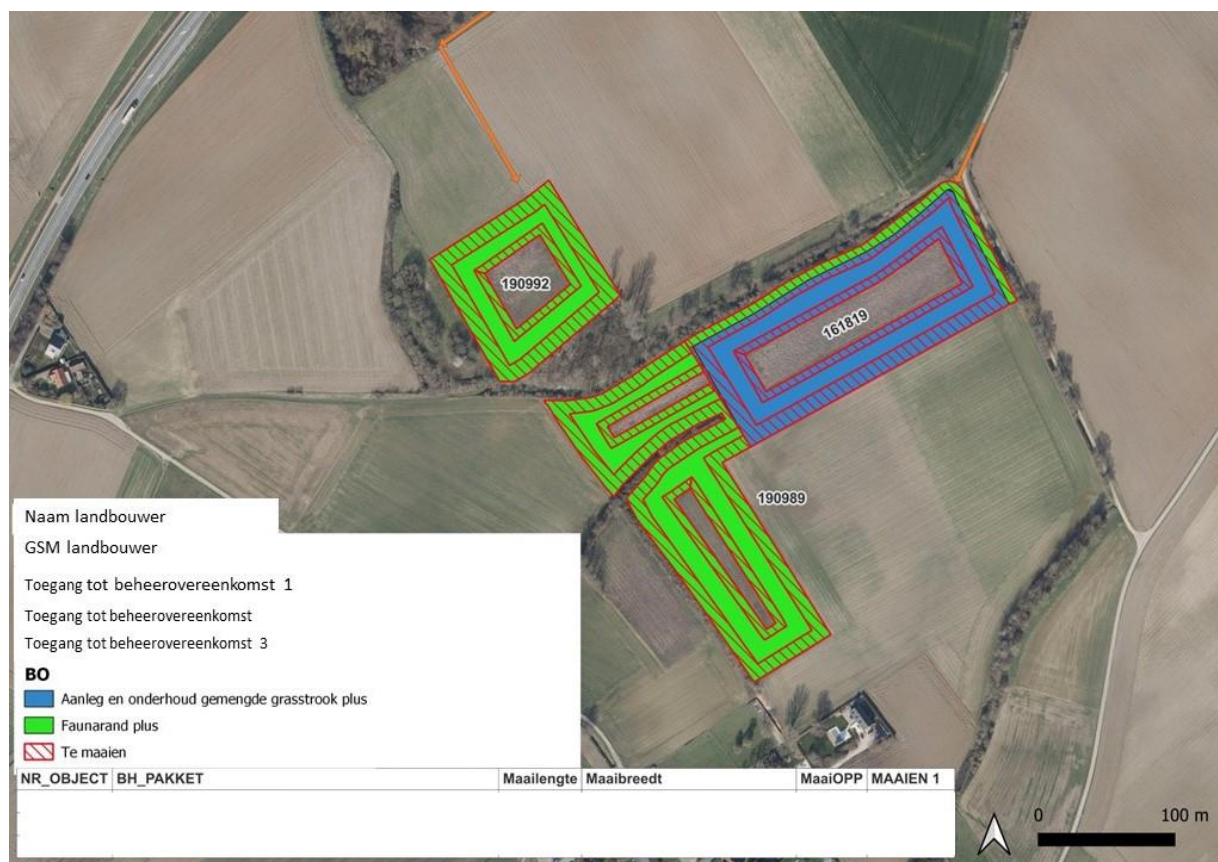 190992
161819
190989
Naam landbouwer
GSM landbouwer
Toegang tot beheerovereenkomst 1
Toegang tot beheerovereenkomst
Toegang tot beheerovereenkomst 3
BO
Aanleg en onderhoud gemengde grasstrook plus
Faunarand plus
Te maaien
NR_OBJECT BH_PAKKET Maailengte Maaibreedt MaaiOPP MAAIEN 1
0 100 m